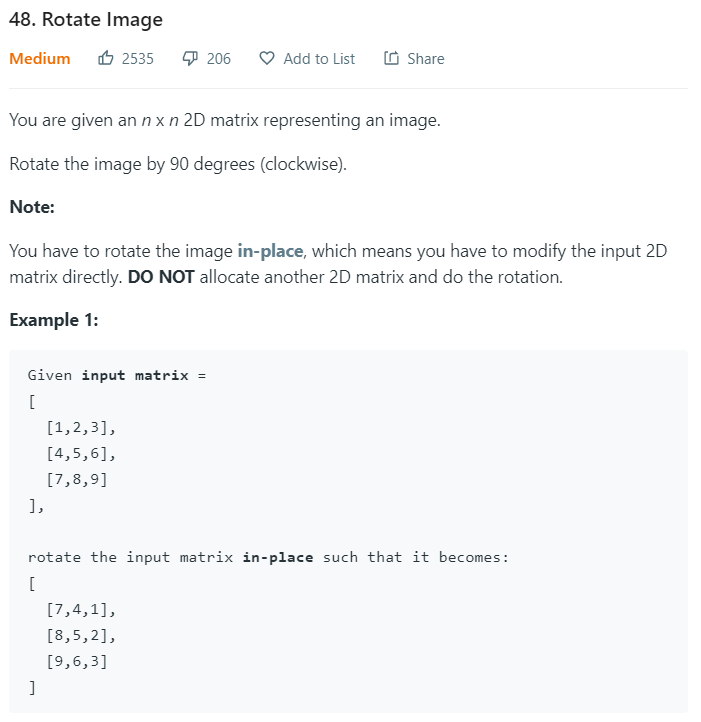 48. Rotate Image
Medium 2535 206 Add to List Share
You are given an n x n 2D matrix representing an image.
Rotate the image by 90 degrees (clockwise).
Note:
You have to rotate the image in-place, which means you have to modify the input 2D
matrix directly. DO NOT allocate another 2D matrix and do the rotation.
Example 1:
Given input matrix =
[
  [1,2,3],
  [4,5,6],
  [7,8,9]
],
rotate the input matrix in-place such that it becomes:
[
  [7,4,1],
  [8,5,2],
  [9,6,3]
]